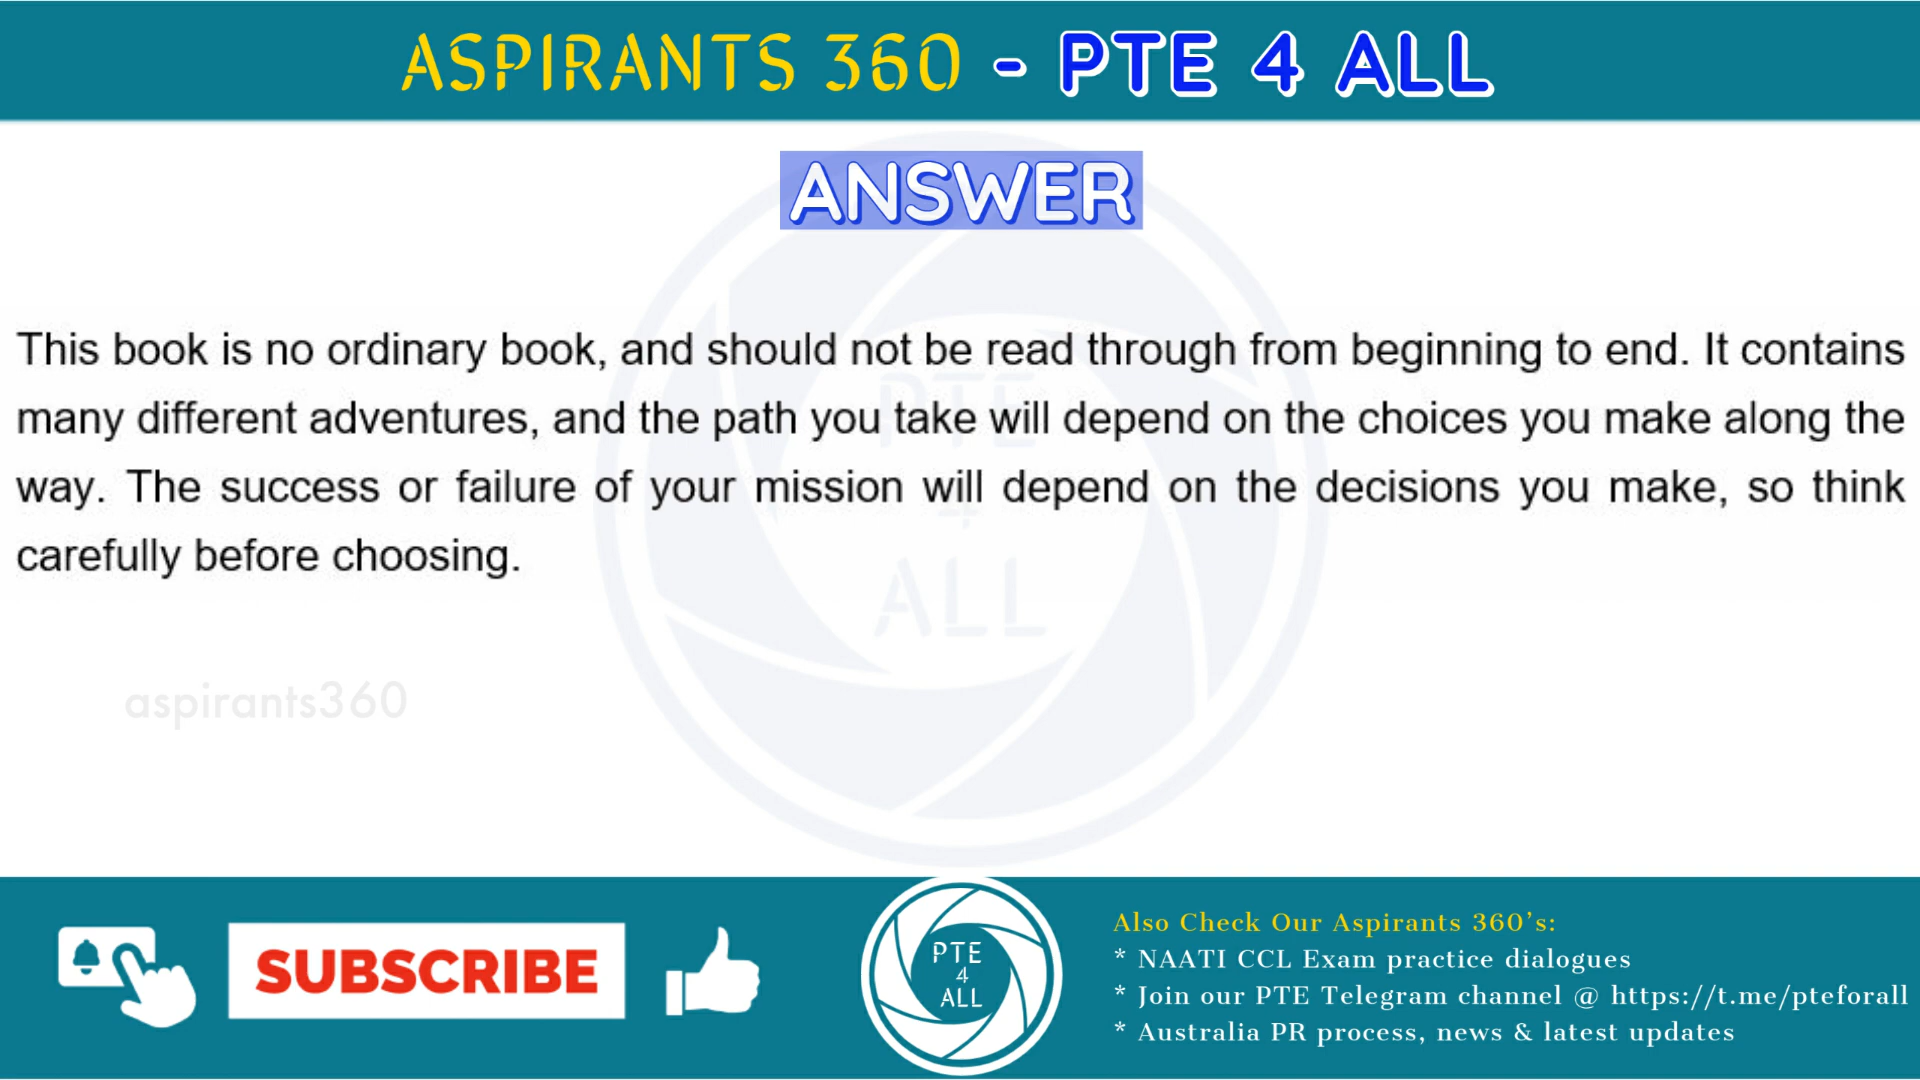 ASPIRANTS 360 - PTE 4 ALL
ANSWER
This book is no ordinary book, and should not be read through from beginning to end. It contains
many different adventures, and the path you take will depend on the choices you make along the
way. The success or failure of your mission will depend on the decisions you make, so think
carefully before choosing.
PTE
4
ALL
aspirants360
SUBSCRIBE
PTE
4
ALL
Also Check Our Aspirants 360's:
* NAATI CCL Exam practice dialogues
* Join our PTE Telegram channel @ https://t.me/pteforall
* Australia PR process, news & latest updates